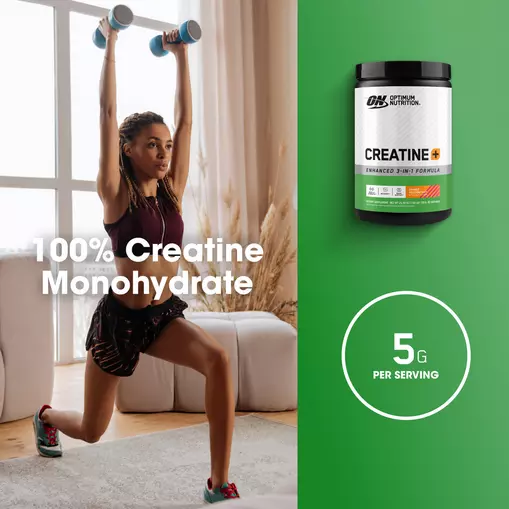 100% Creatine
Monohydrate
ON OPTIMUM
NUTRITION.
CREATINE+
ENHANCED 3-IN-1 FORMULA
5G
PER SERVING